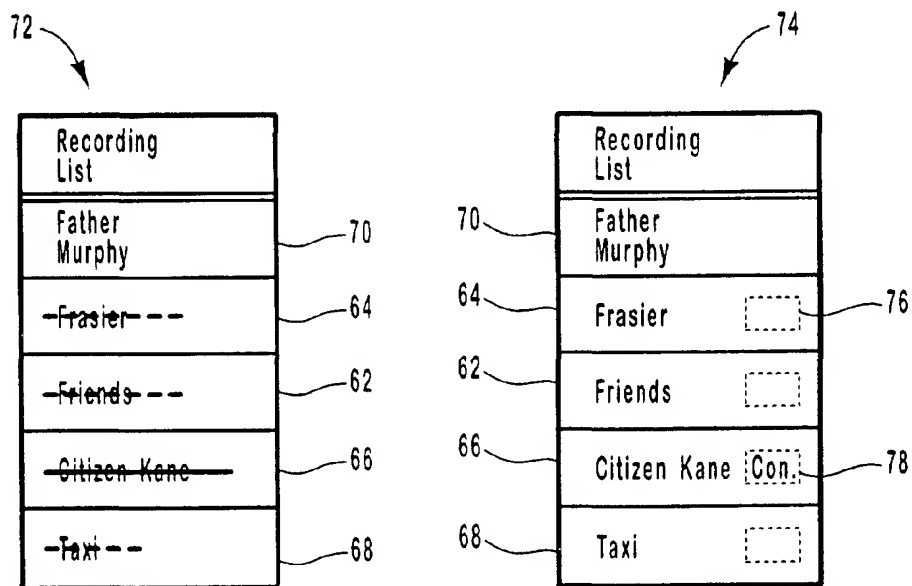 72
74
Recording
List
Father
Murphy
70
Frasier
64
Friends
62
Citizen Kane
66
Taxi
68
Recording
List
70
Father
Murphy
64
Frasier
76
62
Friends
66
Citizen Kane Con.
78
68
Taxi